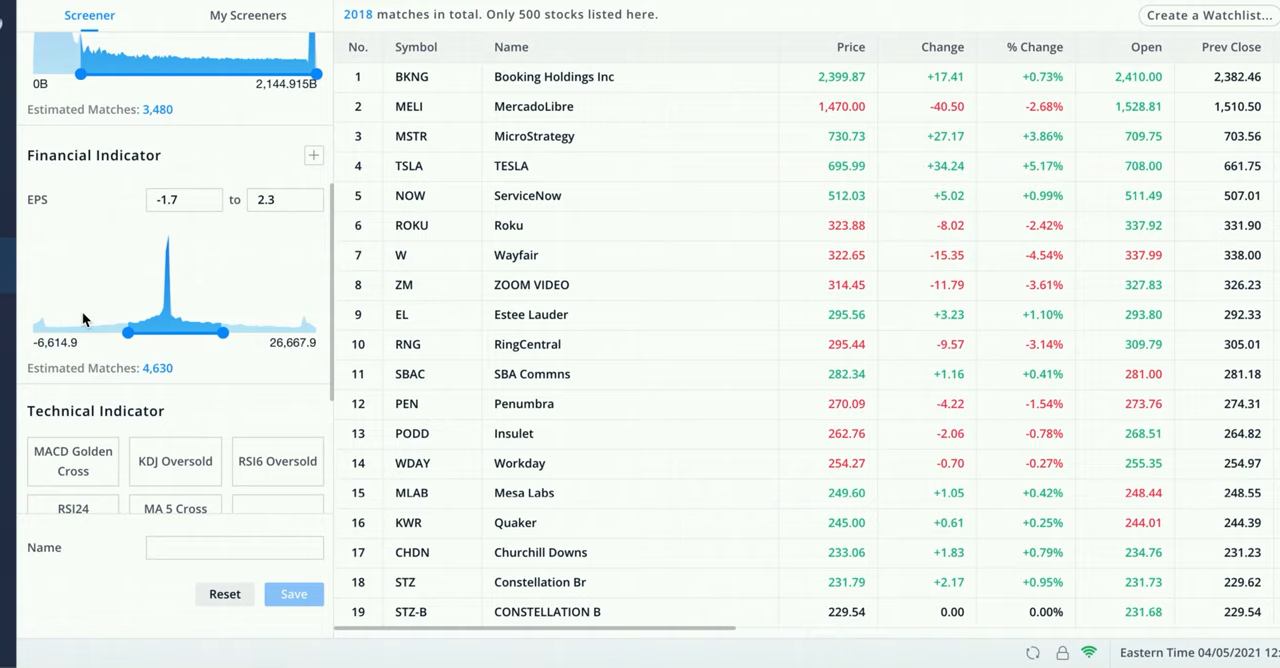 Screener My Screeners
0B 2,144.915B
Estimated Matches: 3,480
Financial Indicator
EPS -1.7 to 2.3
-6,614.9 26,667.9
Estimated Matches: 4,630
Technical Indicator
MACD Golden Cross
KDJ Oversold
RSI6 Oversold
RSI24
MA 5 Cross
Name
Reset Save
2018 matches in total. Only 500 stocks listed here. Create a Watchlist...
No. Symbol Name Price Change % Change Open Prev Close
1 BKNG Booking Holdings Inc 2,399.87 +17.41 +0.73% 2,410.00 2,382.46
2 MELI MercadoLibre 1,470.00 -40.50 -2.68% 1,528.81 1,510.50
3 MSTR MicroStrategy 730.73 +27.17 +3.86% 709.75 703.56
4 TSLA TESLA 695.99 +34.24 +5.17% 708.00 661.75
5 NOW ServiceNow 512.03 +5.02 +0.99% 511.49 507.01
6 ROKU Roku 323.88 -8.02 -2.42% 337.92 331.90
7 W Wayfair 322.65 -15.35 -4.54% 337.99 338.00
8 ZM ZOOM VIDEO 314.45 -11.79 -3.61% 327.83 326.23
9 EL Estee Lauder 295.56 +3.23 +1.10% 293.80 292.33
10 RNG RingCentral 295.44 -9.57 -3.14% 309.79 305.01
11 SBAC SBA Commns 282.34 +1.16 +0.41% 281.00 281.18
12 PEN Penumbra 270.09 -4.22 -1.54% 273.76 274.31
13 PODD Insulet 262.76 -2.06 -0.78% 268.51 264.82
14 WDAY Workday 254.27 -0.70 -0.27% 255.35 254.97
15 MLAB Mesa Labs 249.60 +1.05 +0.42% 248.44 248.55
16 KWR Quaker 245.00 +0.61 +0.25% 244.01 244.39
17 CHDN Churchill Downs 233.06 +1.83 +0.79% 234.76 231.23
18 STZ Constellation Br 231.79 +2.17 +0.95% 231.73 229.62
19 STZ-B CONSTELLATION B 229.54 0.00 0.00% 231.68 229.54
Eastern Time 04/05/2021 12: